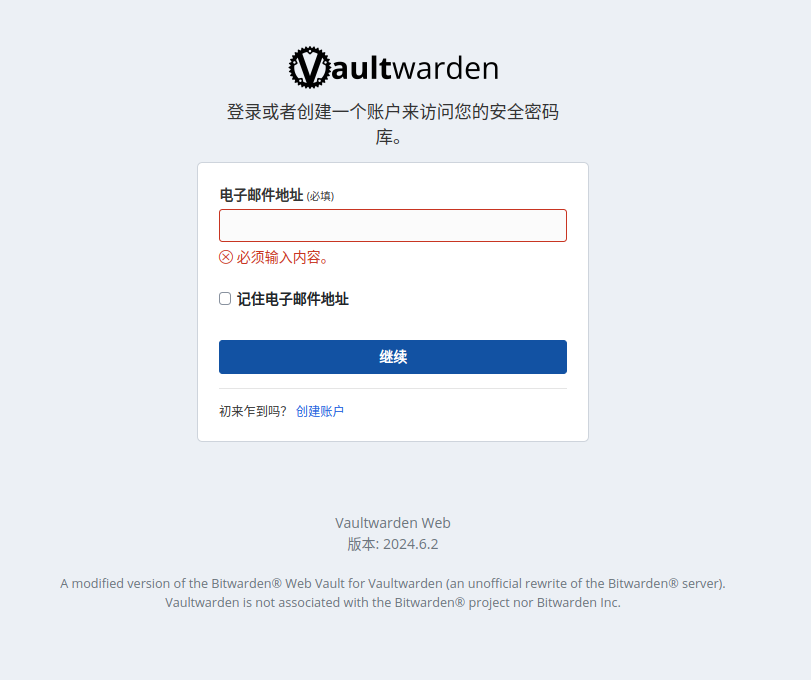 Vaultwarden
登录或者创建一个账户来访问您的安全密码
库。
电子邮件地址 (必填)
必须输入内容。
记住电子邮件地址
继续
初来乍到吗? 创建账户
Vaultwarden Web
版本: 2024.6.2
A modified version of the Bitwarden® Web Vault for Vaultwarden (an unofficial rewrite of the Bitwarden® server).
Vaultwarden is not associated with the Bitwarden® project nor Bitwarden Inc.